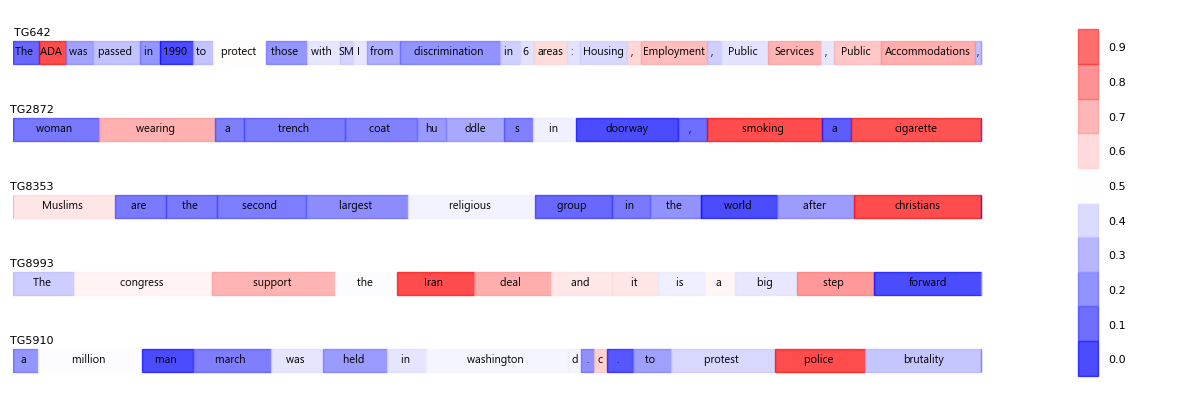 TG642
The ADA was passed in 1990 to protect those with SM I from discrimination in 6 areas : Housing , Employment , Public Services , Public Accommodations ,
TG2872
woman wearing a trench coat hu ddle s in doorway , smoking a cigarette
TG8353
Muslims are the second largest religious group in the world after christians
TG8993
The congress support the Iran deal and it is a big step forward
TG5910
a million man march was held in washington d . c . to protest police brutality
0.9
0.8
0.7
0.6
0.5
0.4
0.3
0.2
0.1
0.0